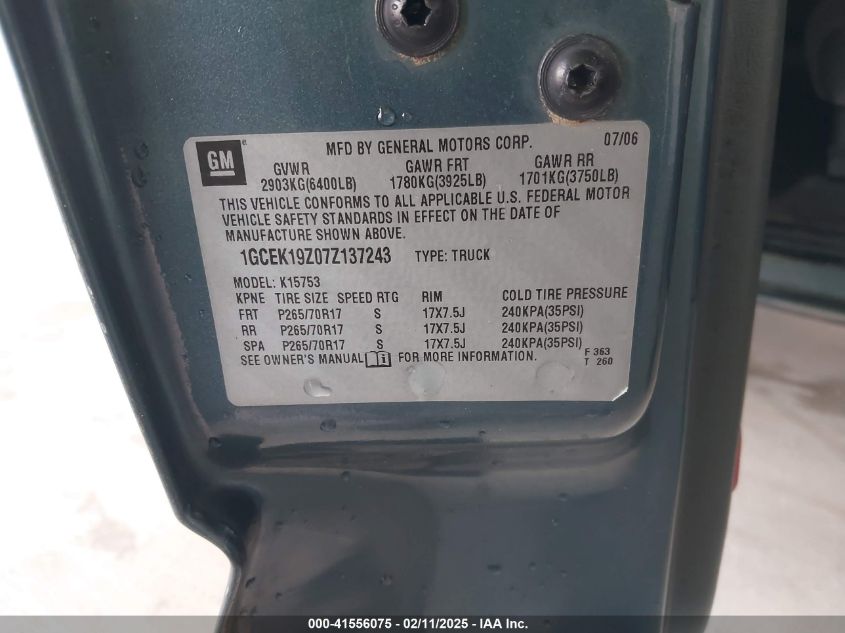 MFD BY GENERAL MOTORS CORP. 07/06
GM
GVWR GAWR FRT GAWR RR
2903KG(6400LB) 1780KG(3925LB) 1701KG(3750LB)
THIS VEHICLE CONFORMS TO ALL APPLICABLE U.S. FEDERAL MOTOR
VEHICLE SAFETY STANDARDS IN EFFECT ON THE DATE OF
MANUFACTURE SHOWN ABOVE.
1GCEK19Z07Z137243 TYPE: TRUCK
MODEL: K15753
KPNE TIRE SIZE SPEED RTG RIM COLD TIRE PRESSURE
FRT P265/70R17 S 17X7.5J 240KPA(35PSI)
RR P265/70R17 S 17X7.5J 240KPA(35PSI)
SPA P265/70R17 S 17X7.5J 240KPA(35PSI)
SEE OWNER'S MANUAL FOR MORE INFORMATION. F 363
T 260
000-41556075 - 02/11/2025 - IAA Inc.